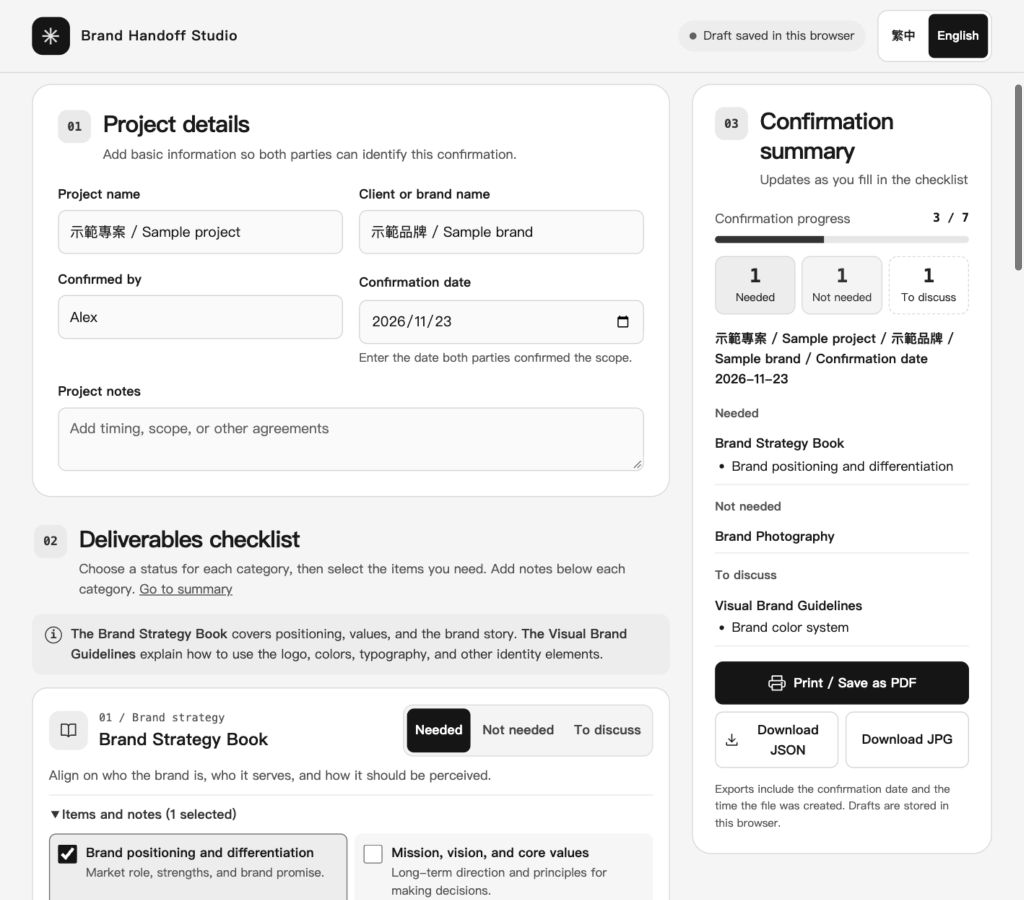 Brand Handoff Studio
Draft saved in this browser
繁中
English
01
Project details
Add basic information so both parties can identify this confirmation.
Project name
示範專案 / Sample project
Client or brand name
示範品牌 / Sample brand
Confirmed by
Alex
Confirmation date
2026/11/23
Enter the date both parties confirmed the scope.
Project notes
Add timing, scope, or other agreements
02
Deliverables checklist
Choose a status for each category, then select the items you need. Add notes below each
category. Go to summary
The Brand Strategy Book covers positioning, values, and the brand story. The Visual Brand
Guidelines explain how to use the logo, colors, typography, and other identity elements.
01 / Brand strategy
Brand Strategy Book
Needed
Not needed
To discuss
Align on who the brand is, who it serves, and how it should be perceived.
Items and notes (1 selected)
Brand positioning and differentiation
Market role, strengths, and brand promise.
Mission, vision, and core values
Long-term direction and principles for
making decisions.
03
Confirmation
summary
Updates as you fill in the checklist
Confirmation progress
3 / 7
1
Needed
1
Not needed
1
To discuss
示範專案 / Sample project / 示範品牌 /
Sample brand / Confirmation date
2026-11-23
Needed
Brand Strategy Book
• Brand positioning and differentiation
Not needed
Brand Photography
To discuss
Visual Brand Guidelines
• Brand color system
Print / Save as PDF
Download
JSON
Download JPG
Exports include the confirmation date and the
time the file was created. Drafts are stored in
this browser.